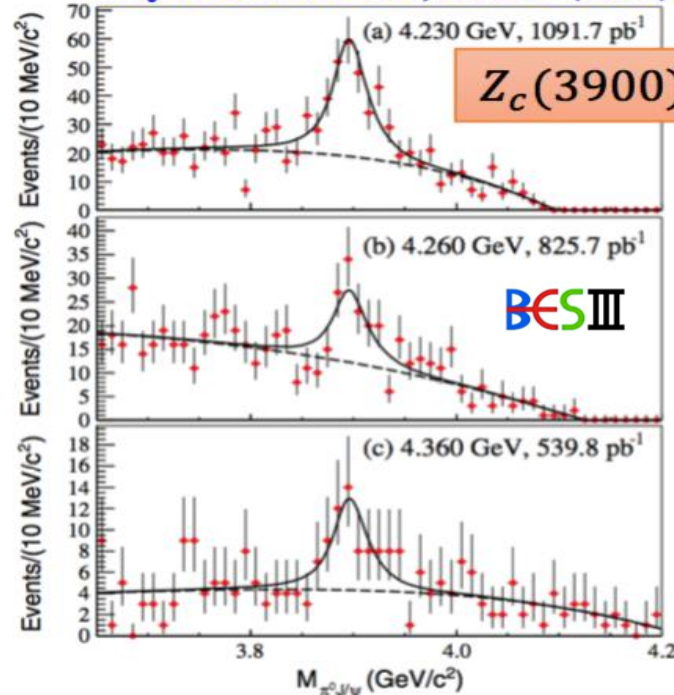 (a) 4.230 GeV, 1091.7 pb⁻¹
Z_c(3900)
Events/(10 MeV/c²)
70
60
50
40
30
20
10
0
(b) 4.260 GeV, 825.7 pb⁻¹
BESIII
Events/(10 MeV/c²)
40
35
30
25
20
15
10
5
0
(c) 4.360 GeV, 539.8 pb⁻¹
Events/(10 MeV/c²)
18
16
14
12
10
8
6
4
2
0
3.8 4.0 4.2
M_π⁰J/ψ (GeV/c²)